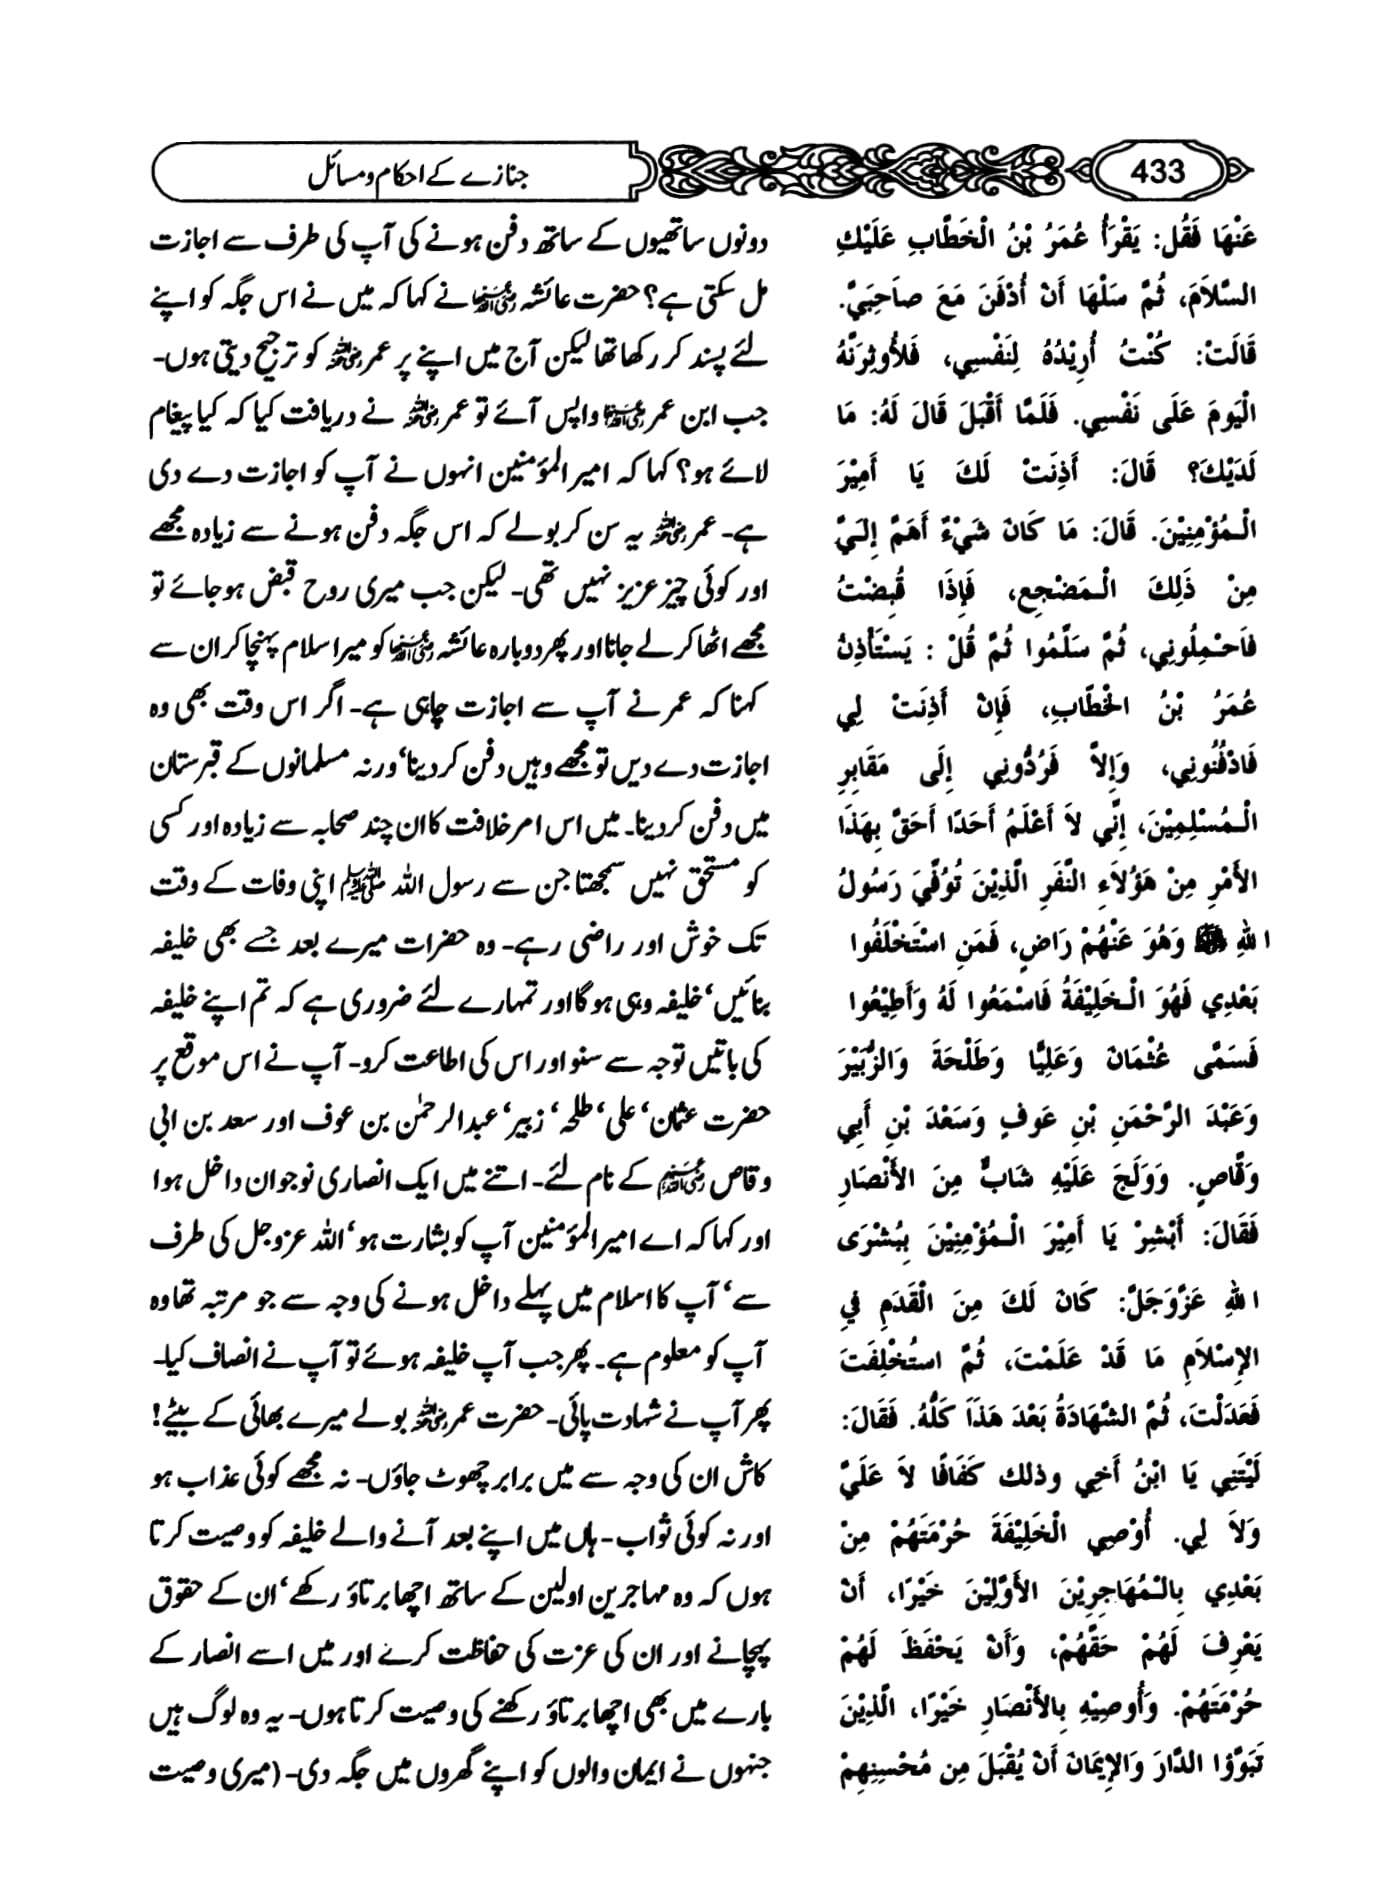 433
جنازے کے احکام و مسائل
عَنْهَا فَقُل: يَقْرَأُ عُمَرُ بْنُ الْخَطَّابِ عَلَيْكِ
السَّلاَمَ، ثُمَّ سَلْهَا أَنْ أُدْفَنَ مَعَ صَاحِبَيَّ.
قَالَتْ: كُنْتُ أُرِيْدُهُ لِنَفْسِي، فَلأُوثِرَنَّهُ
الْيَومَ عَلَى نَفْسِي. فَلَمَّا أَقْبَلَ قَالَ لَهُ: مَا
لَدَيْكَ؟ قَالَ: أَذِنَتْ لَكَ يَا أَمِيْرَ
الْـمُؤْمِنِيْنَ. قَالَ: مَا كَانَ شَيْءٌ أَهَمَّ إِلَيَّ
مِنْ ذَلِكَ الْـمَضْجِعِ، فَإِذَا قُبِضْتُ
فَاحْـمِلُونِي، ثُمَّ سَلِّمُوا ثُمَّ قُلْ : يَسْتَأْذِنُ
عُمَرُ بْنُ الخْطَّابِ، فَإِنْ أَذِنَتْ لِي
فَادْفُنُونِي، وَإِلاَّ فَرُدُّونِي إِلَى مَقَابِرِ
الْـمُسْلِمِيْنَ، إِنِّي لاَ أَعْلَمُ أَحَدًا أَحَقَّ بِهَذَا
الأَمْرِ مِنْ هَؤُلاَءِ النَّفَرِ الَّذِيْنَ تُوُفِّيَ رَسُولُ
اللهِ ﷺ وَهُوَ عَنْهُمْ رَاضٍ، فَمَنِ اسْتَخْلَفُوا
بَعْدِي فَهُوَ الْـخَلِيْفَةُ فَاسْمَعُوا لَهُ وَأَطِيْعُوا
فَسَمَّى عُثْمَانَ وَعَلِيًّا وَطَلْحَةَ وَالزُّبَيْرَ
وَعَبْدَ الرَّحْمَنِ بْنِ عَوفٍ وَسَعْدَ بْنِ أَبِي
وَقَّاصٍ. وَوَلَجَ عَلَيْهِ شَابٌّ مِنَ الأَنْصَارِ
فَقَالَ: أَبْشِرْ يَا أَمِيْرَ الْـمُؤْمِنِيْنَ بِبُشْرَى
اللهِ عَزَّوَجَلَّ: كَانَ لَكَ مِنَ الْقَدَمِ فِي
الإِسْلاَمِ مَا قَدْ عَلَمْتَ، ثُمَّ اسْتُخْلِفَتَ
فَعَدَلْتَ، ثُمَّ الشَّهَادَةُ بَعْدَ هَذَا كَلُّهُ. فَقَالَ:
لَيْتَنِي يَا ابْنُ أَخِي وذلك كَفَافًا لاَ عَلَيَّ
وَلاَ لِي. أُوْصِي الْخَلِيْفَةَ حُرْمَتَهُمْ مِنْ
بَعْدِي بِالْـمُهَاجِرِيْنَ الأَوَّلِيْنَ خَيْرًا، أَنْ
يَعْرِفَ لَهُمْ حَقَّهُمْ، وَأَنْ يَحْفَظَ لَهُمْ
حُرْمَتَهُمْ. وَأُوصِيْهِ بِالأَنْصَارِ خَيْرًا، الَّذِيْنَ
تَبَوَّؤا الدَّارَ وَالإِيْمَانَ أَنْ يُقْبَلَ مِن مُحْسِنِهِمْ
دونوں ساتھیوں کے ساتھ دفن ہونے کی آپ کی طرف سے اجازت
مل سکتی ہے؟ حضرت عائشہ رضی اللہ عنہا نے کہا کہ میں نے اس جگہ کو اپنے
لئے پسند کر رکھا تھا لیکن آج میں اپنے پر عمر رضی اللہ عنہ کو ترجیح دیتی ہوں۔
جب ابن عمر رضی اللہ عنہما واپس آئے تو عمر رضی اللہ عنہ نے دریافت کیا کہ کیا پیغام
لائے ہو؟ کہا کہ امیرالمؤمنین انہوں نے آپ کو اجازت دے دی
ہے۔ عمر رضی اللہ عنہ یہ سن کر بولے کہ اس جگہ دفن ہونے سے زیادہ مجھے
اور کوئی چیز عزیز نہیں تھی۔ لیکن جب میری روح قبض ہو جائے تو
مجھے اٹھا کر لے جانا اور پھر دوبارہ عائشہ رضی اللہ عنہا کو میرا سلام پہنچا کر ان سے
کہنا کہ عمر نے آپ سے اجازت چاہی ہے۔ اگر اس وقت بھی وہ
اجازت دے دیں تو مجھے وہیں دفن کر دینا‘ ورنہ مسلمانوں کے قبرستان
میں دفن کر دینا۔ میں اس امر خلافت کا ان چند صحابہ سے زیادہ اور کسی
کو مستحق نہیں سمجھتا جن سے رسول اللہ ﷺ اپنی وفات کے وقت
تک خوش اور راضی رہے۔ وہ حضرات میرے بعد جسے بھی خلیفہ
بنائیں‘ خلیفہ وہی ہو گا اور تمہارے لئے ضروری ہے کہ تم اپنے خلیفہ
کی باتیں توجہ سے سنو اور اس کی اطاعت کرو۔ آپ نے اس موقع پر
حضرت عثمان‘ علی‘ طلحہ‘ زبیر‘ عبدالرحمٰن بن عوف اور سعد بن ابی
وقاص رضی اللہ عنہم کے نام لئے۔ اتنے میں ایک انصاری نوجوان داخل ہوا
اور کہا کہ اے امیرالمؤمنین آپ کو بشارت ہو‘ اللہ عزوجل کی طرف
سے‘ آپ کا اسلام میں پہلے داخل ہونے کی وجہ سے جو مرتبہ تھا وہ
آپ کو معلوم ہے۔ پھر جب آپ خلیفہ ہوئے تو آپ نے انصاف کیا۔
پھر آپ نے شہادت پائی۔ حضرت عمر رضی اللہ عنہ بولے میرے بھائی کے بیٹے!
کاش ان کی وجہ سے میں برابر چھوٹ جاؤں۔ نہ مجھے کوئی عذاب ہو
اور نہ کوئی ثواب۔ ہاں میں اپنے بعد آنے والے خلیفہ کو وصیت کرتا
ہوں کہ وہ مہاجرین اولین کے ساتھ اچھا برتاؤ رکھے‘ ان کے حقوق
پہچانے اور ان کی عزت کی حفاظت کرے اور میں اسے انصار کے
بارے میں بھی اچھا برتاؤ رکھنے کی وصیت کرتا ہوں۔ یہ وہ لوگ ہیں
جنہوں نے ایمان والوں کو اپنے گھروں میں جگہ دی۔ (میری وصیت